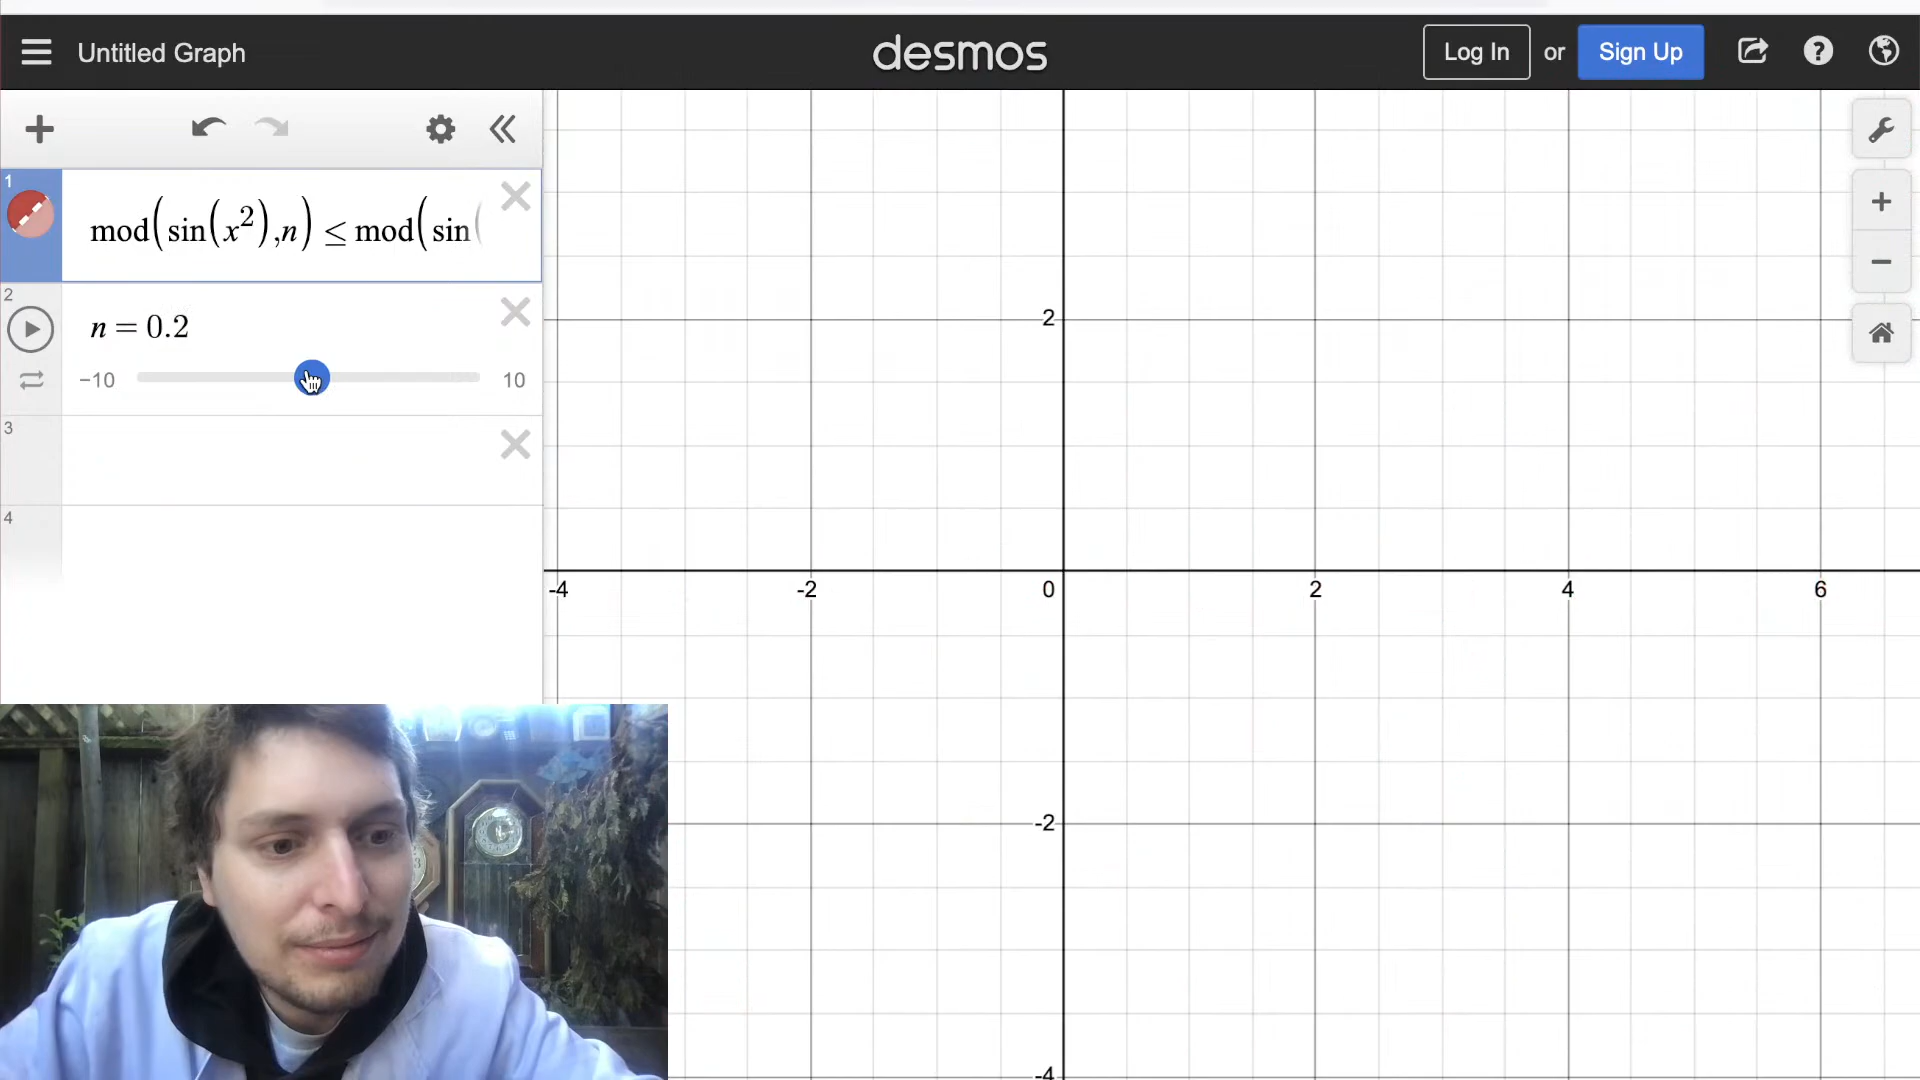 Untitled Graph
desmos
Log In or Sign Up
1
mod(sin(x²),n) ≤ mod(sin(
2
n = 0.2
−10 10
3
4
2
-4 -2 0 2 4 6
-2
-4